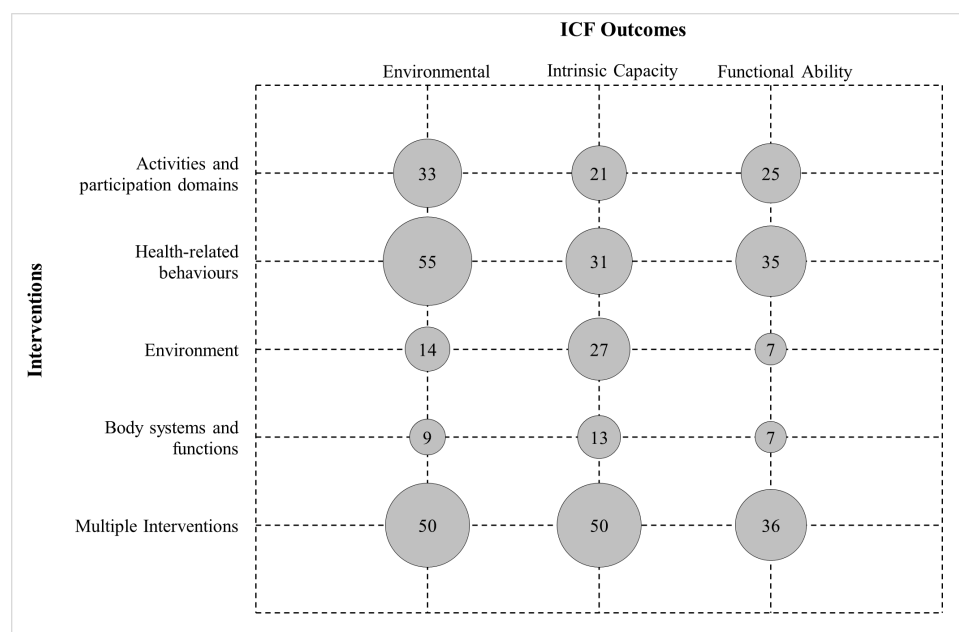 ICF Outcomes
Environmental
Intrinsic Capacity
Functional Ability
Interventions
Activities and
participation domains
33
21
25
Health-related
behaviours
55
31
35
Environment
14
27
7
Body systems and
functions
9
13
7
Multiple Interventions
50
50
36